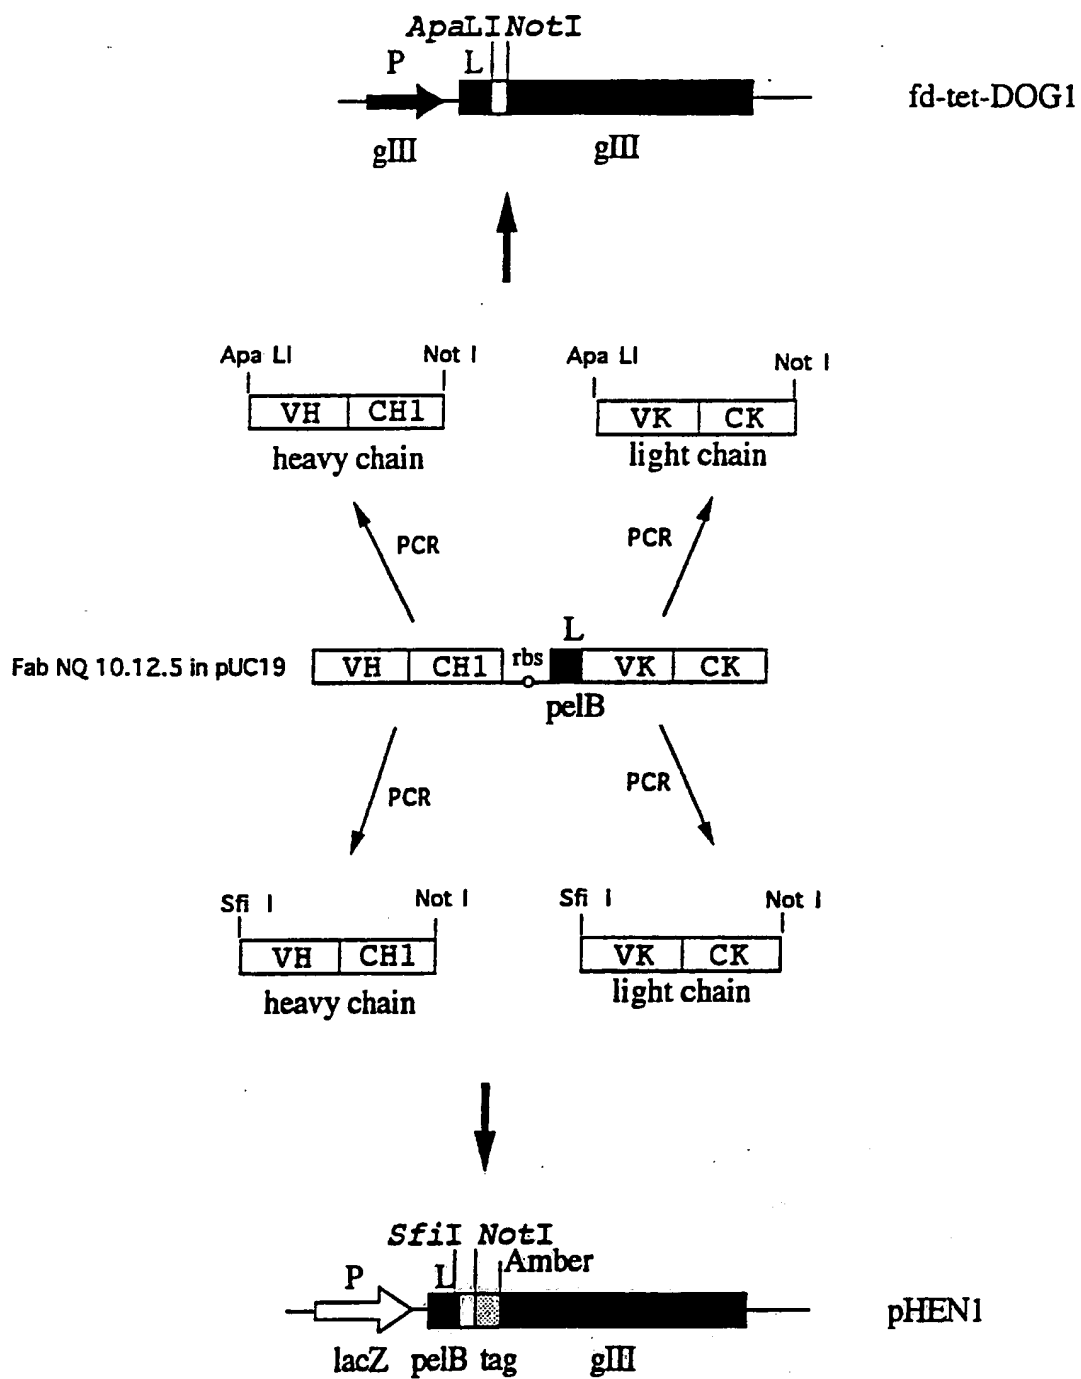 ApaLI NotI
P L
fd-tet-DOG1
gIII gIII
Apa LI Not I Apa LI Not I
VH CH1 VK CK
heavy chain light chain
PCR PCR
L
Fab NQ 10.12.5 in pUC19 VH CH1 rbs VK CK
pelB
PCR PCR
Sfi I Not I Sfi I Not I
VH CH1 VK CK
heavy chain light chain
SfiI NotI
P L Amber
pHEN1
lacZ pelB tag gIII